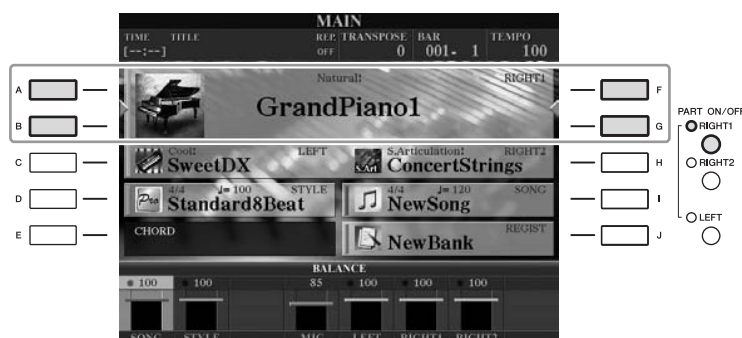 MAIN
TIME TITLE REP. TRANSPOSE BAR TEMPO
[--:--] OFF 0 001- 1 100
A Natural! RIGHT1 F
GrandPiano1
B G
PART ON/OFF
RIGHT1
Cool! LEFT S.Articulation! RIGHT2
C SweetDX S.Art ConcertStrings H RIGHT2
4/4 ♩= 100 STYLE 4/4 ♩= 120 SONG
D Pro Standard8Beat NewSong I
CHORD REGIST LEFT
E NewBank J
BALANCE
100 100 85 100 100 100
SONG STYLE MIC LEFT RIGHT1 RIGHT2